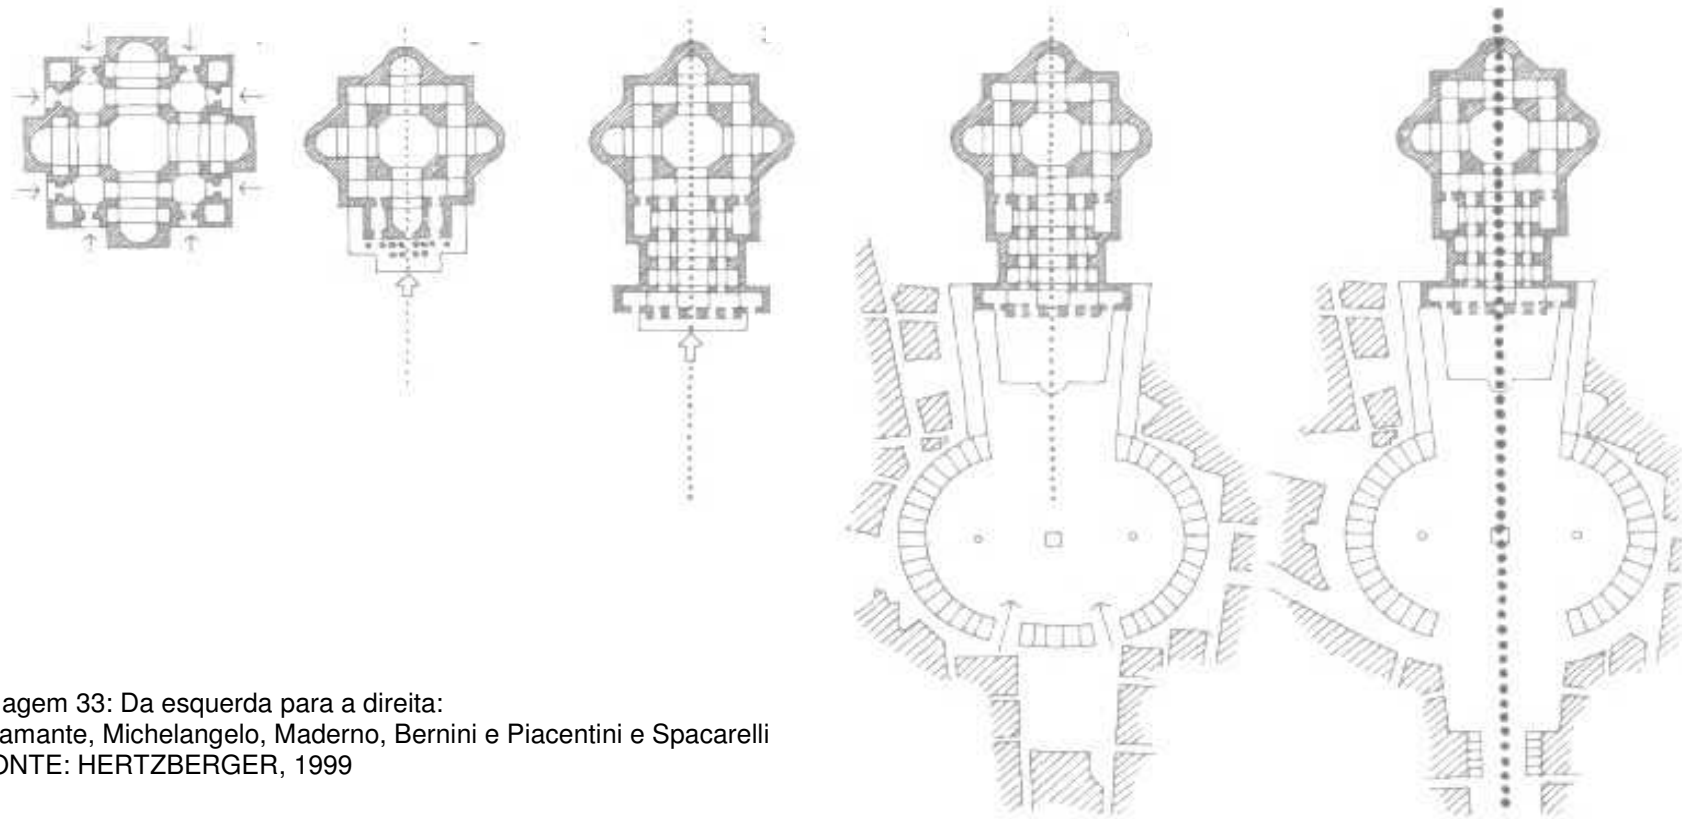 agem 33: Da esquerda para a direita:
amante, Michelangelo, Maderno, Bernini e Piacentini e Spacarelli
ONTE: HERTZBERGER, 1999